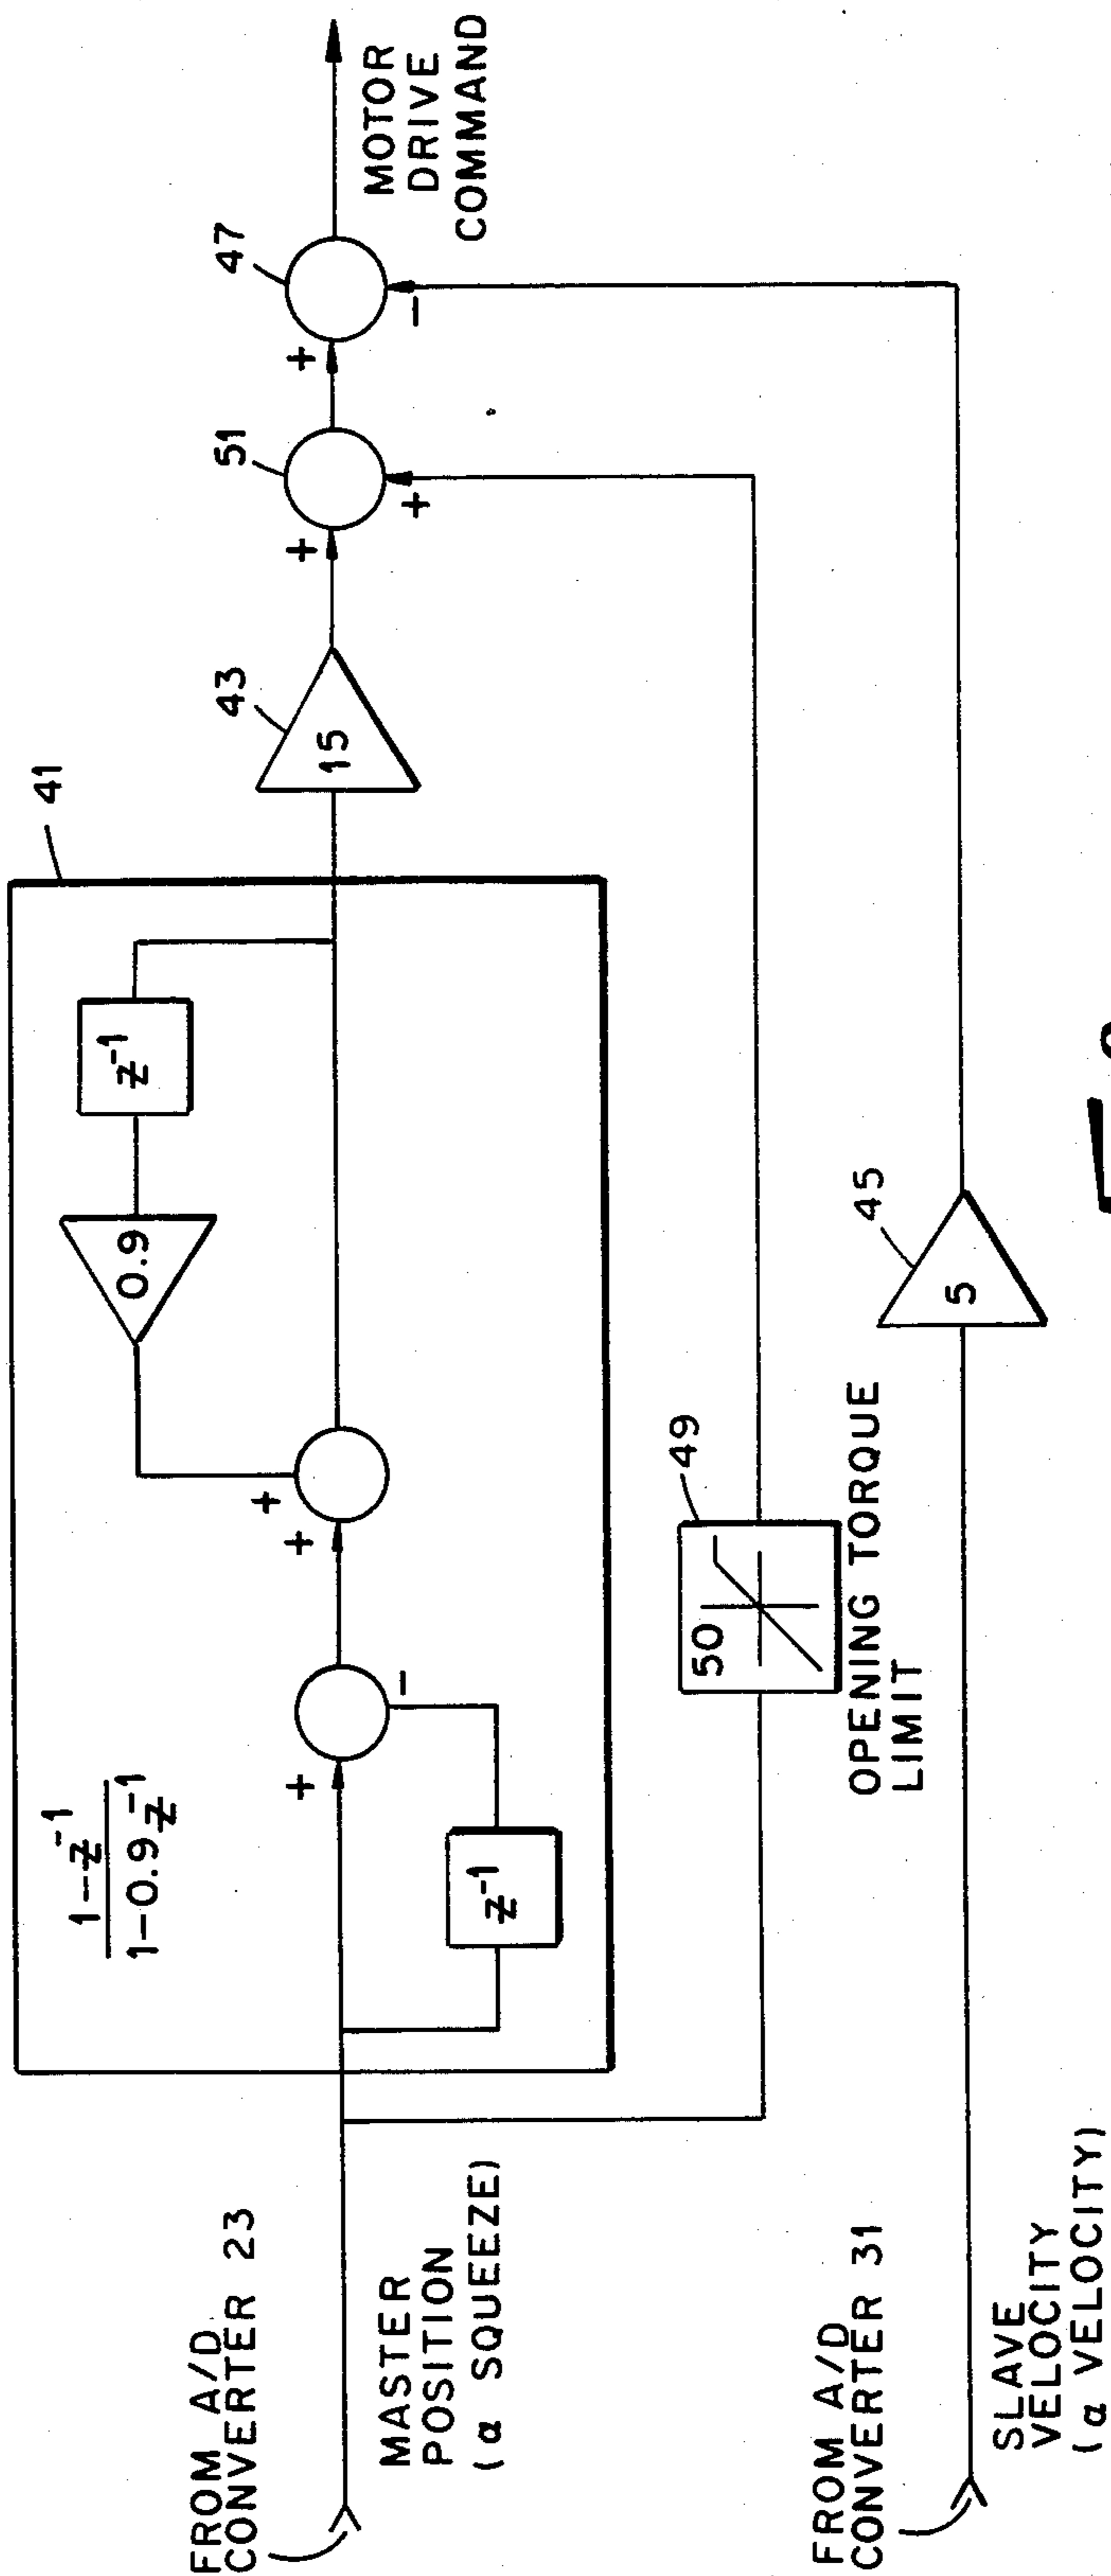 41
1−z⁻¹
1−0.9z⁻¹
0.9
z⁻¹
z⁻¹
+
−
+
+
43
15
51
+
+
47
+
−
MOTOR
DRIVE
COMMAND
FROM A/D
CONVERTER 23
MASTER
POSITION
(α SQUEEZE)
49
50
OPENING TORQUE
LIMIT
45
5
FROM A/D
CONVERTER 31
SLAVE
VELOCITY
(α VELOCITY)